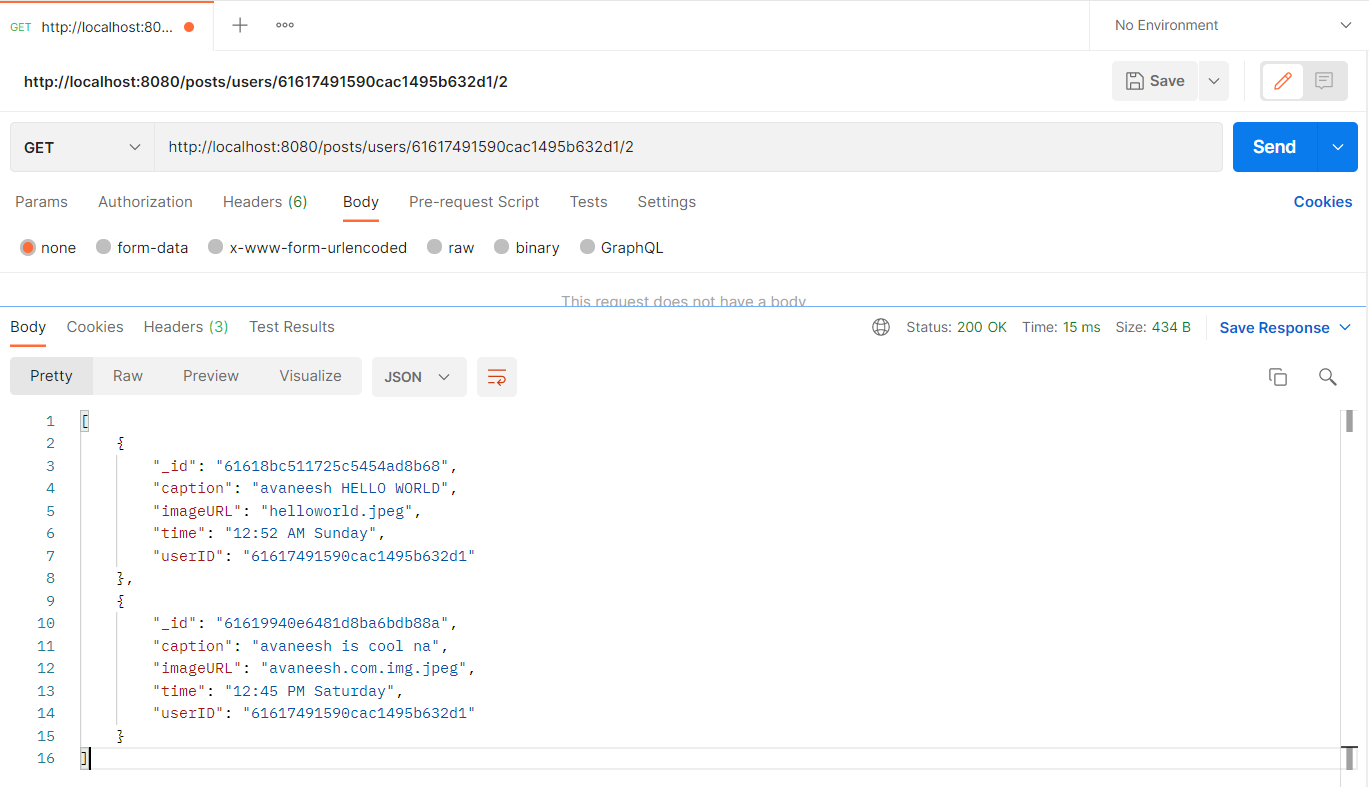 GET http://localhost:80...
No Environment
http://localhost:8080/posts/users/61617491590cac1495b632d1/2
Save
GET http://localhost:8080/posts/users/61617491590cac1495b632d1/2 Send
Params Authorization Headers (6) Body Pre-request Script Tests Settings Cookies
none form-data x-www-form-urlencoded raw binary GraphQL
This request does not have a body
Body Cookies Headers (3) Test Results Status: 200 OK Time: 15 ms Size: 434 B Save Response
Pretty Raw Preview Visualize JSON
1 [
2 {
3 "_id": "61618bc511725c5454ad8b68",
4 "caption": "avaneesh HELLO WORLD",
5 "imageURL": "helloworld.jpeg",
6 "time": "12:52 AM Sunday",
7 "userID": "61617491590cac1495b632d1"
8 },
9 {
10 "_id": "61619940e6481d8ba6bdb88a",
11 "caption": "avaneesh is cool na",
12 "imageURL": "avaneesh.com.img.jpeg",
13 "time": "12:45 PM Saturday",
14 "userID": "61617491590cac1495b632d1"
15 }
16 ]